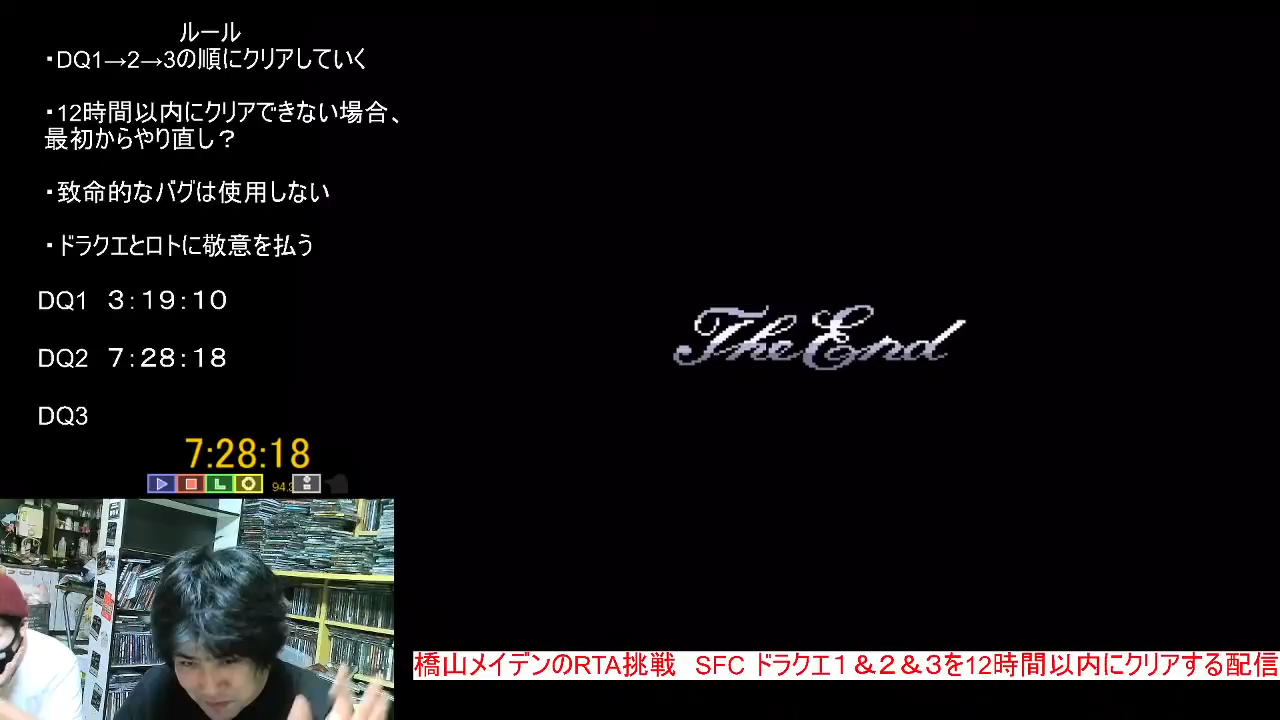 ルール
・DQ1→2→3の順にクリアしていく
・12時間以内にクリアできない場合、
最初からやり直し？
・致命的なバグは使用しない
・ドラクエとロトに敬意を払う
DQ1 3:19:10
DQ2 7:28:18
DQ3
7:28:18
The End
橋山メイデンのRTA挑戦 SFC ドラクエ１＆２＆３を12時間以内にクリアする配信